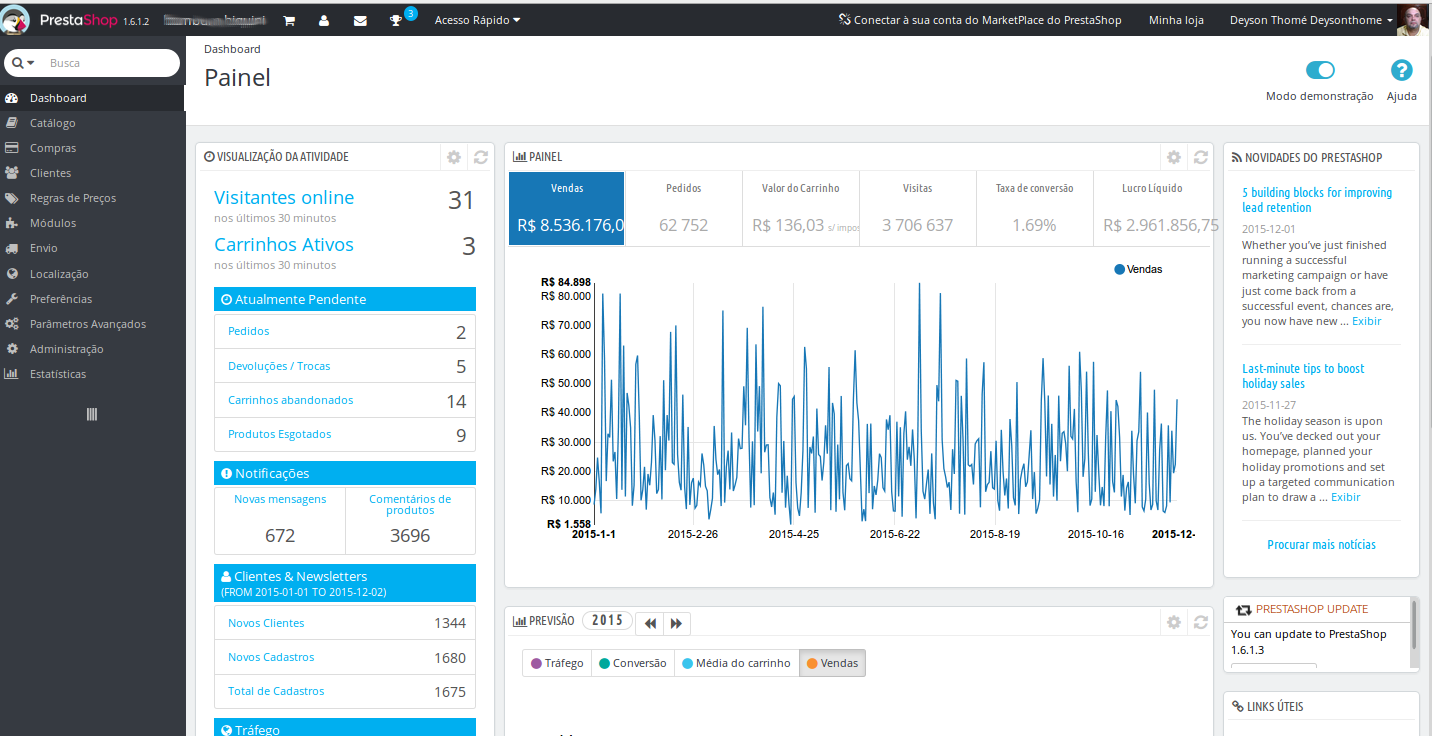 PrestaShop 1.6.1.2
3
Acesso Rápido
Conectar à sua conta do MarketPlace do PrestaShop
Minha loja
Deyson Thomé Deysonthome
Busca
Dashboard
Catálogo
Compras
Clientes
Regras de Preços
Módulos
Envio
Localização
Preferências
Parâmetros Avançados
Administração
Estatísticas
Dashboard
Painel
Modo demonstração
Ajuda
VISUALIZAÇÃO DA ATIVIDADE
Visitantes online 31
nos últimos 30 minutos
Carrinhos Ativos 3
nos últimos 30 minutos
Atualmente Pendente
Pedidos 2
Devoluções / Trocas 5
Carrinhos abandonados 14
Produtos Esgotados 9
Notificações
Novas mensagens
672
Comentários de
produtos
3696
Clientes & Newsletters
(FROM 2015-01-01 TO 2015-12-02)
Novos Clientes 1344
Novos Cadastros 1680
Total de Cadastros 1675
Tráfego
PAINEL
Vendas
R$ 8.536.176,0
Pedidos
62 752
Valor do Carrinho
R$ 136,03 s/ impos
Visitas
3 706 637
Taxa de conversão
1.69%
Lucro Líquido
R$ 2.961.856,75
Vendas
R$ 84.898
R$ 80.000
R$ 70.000
R$ 60.000
R$ 50.000
R$ 40.000
R$ 30.000
R$ 20.000
R$ 10.000
R$ 1.558
2015-1-1 2015-2-26 2015-4-25 2015-6-22 2015-8-19 2015-10-16 2015-12-
PREVISÃO 2015
Tráfego Conversão Média do carrinho Vendas
NOVIDADES DO PRESTASHOP
5 building blocks for improving
lead retention
2015-12-01
Whether you've just finished
running a successful
marketing campaign or have
just come back from a
successful event, chances are,
you now have new ... Exibir
Last-minute tips to boost
holiday sales
2015-11-27
The holiday season is upon
us. You've decked out your
homepage, planned your
holiday promotions and set
up a targeted communication
plan to draw a ... Exibir
Procurar mais notícias
PRESTASHOP UPDATE
You can update to PrestaShop
1.6.1.3
LINKS ÚTEIS